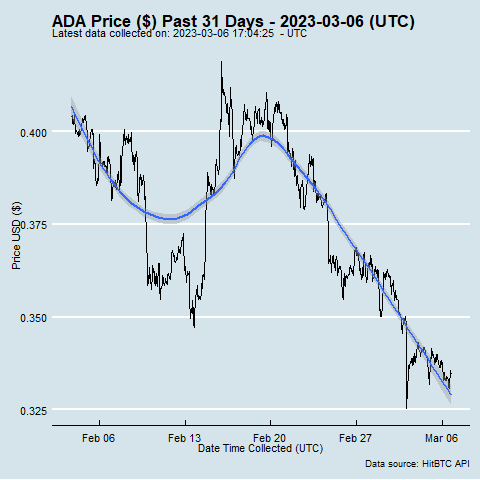 ADA Price ($) Past 31 Days - 2023-03-06 (UTC)
Latest data collected on: 2023-03-06 17:04:25 - UTC
0.400
0.375
0.350
0.325
Price USD ($)
Feb 06 Feb 13 Feb 20 Feb 27 Mar 06
Date Time Collected (UTC)
Data source: HitBTC API